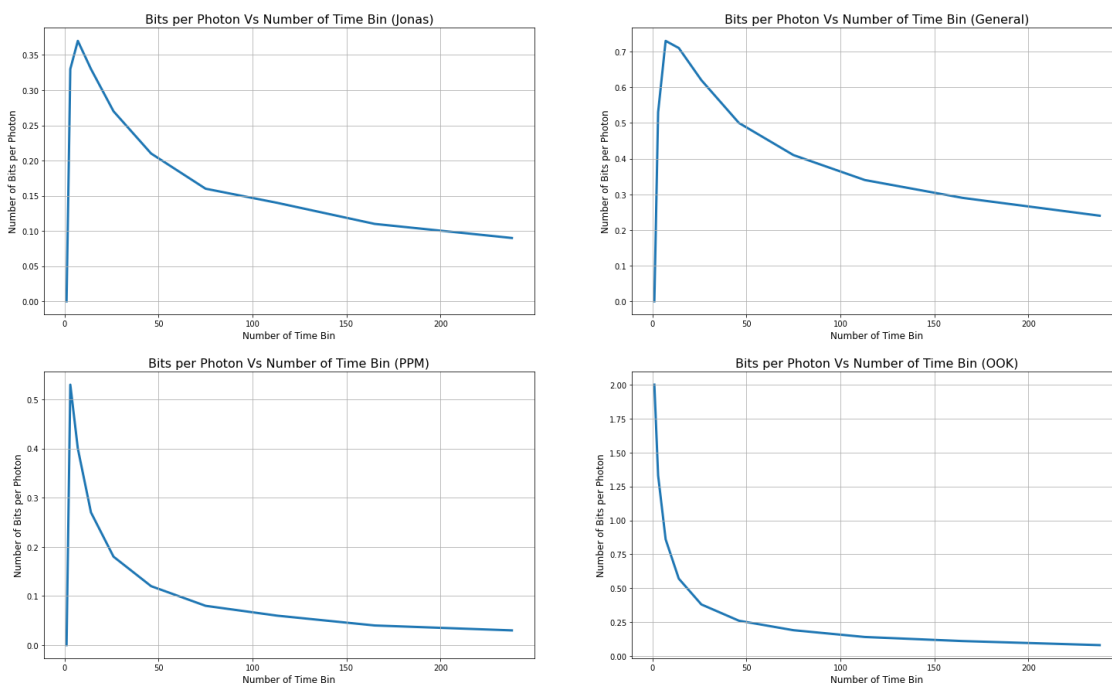 Bits per Photon Vs Number of Time Bin (Jonas)
Number of Bits per Photon
0.35
0.30
0.25
0.20
0.15
0.10
0.05
0.00
0 50 100 150 200
Number of Time Bin
Bits per Photon Vs Number of Time Bin (General)
Number of Bits per Photon
0.7
0.6
0.5
0.4
0.3
0.2
0.1
0.0
0 50 100 150 200
Number of Time Bin
Bits per Photon Vs Number of Time Bin (PPM)
Number of Bits per Photon
0.5
0.4
0.3
0.2
0.1
0.0
0 50 100 150 200
Number of Time Bin
Bits per Photon Vs Number of Time Bin (OOK)
Number of Bits per Photon
2.00
1.75
1.50
1.25
1.00
0.75
0.50
0.25
0.00
0 50 100 150 200
Number of Time Bin